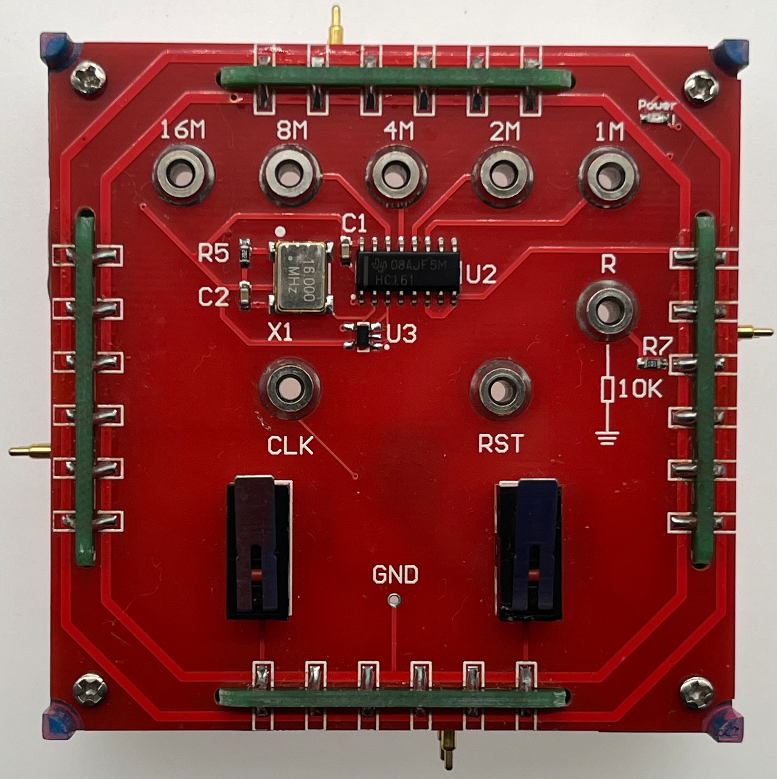 Power
16M 8M 4M 2M 1M
C1
R5
08AJF5M
HC161
U2
16.000
MHz
C2
R
X1
U3
R7
10K
CLK
RST
GND